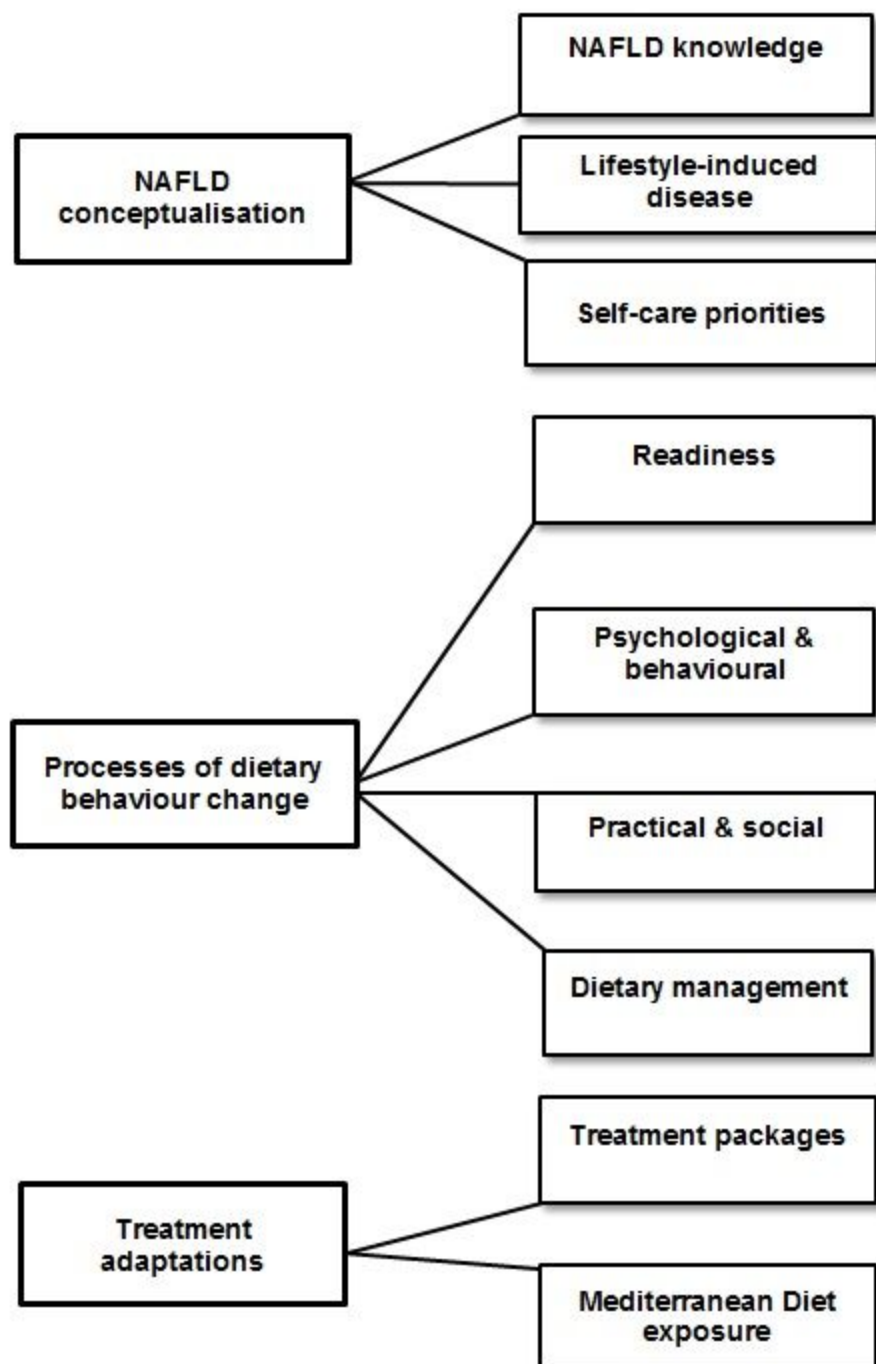 NAFLD knowledge
NAFLD
conceptualisation
Lifestyle-induced
disease
Self-care priorities
Readiness
Psychological &
behavioural
Processes of dietary
behaviour change
Practical & social
Dietary management
Treatment packages
Treatment
adaptations
Mediterranean Diet
exposure